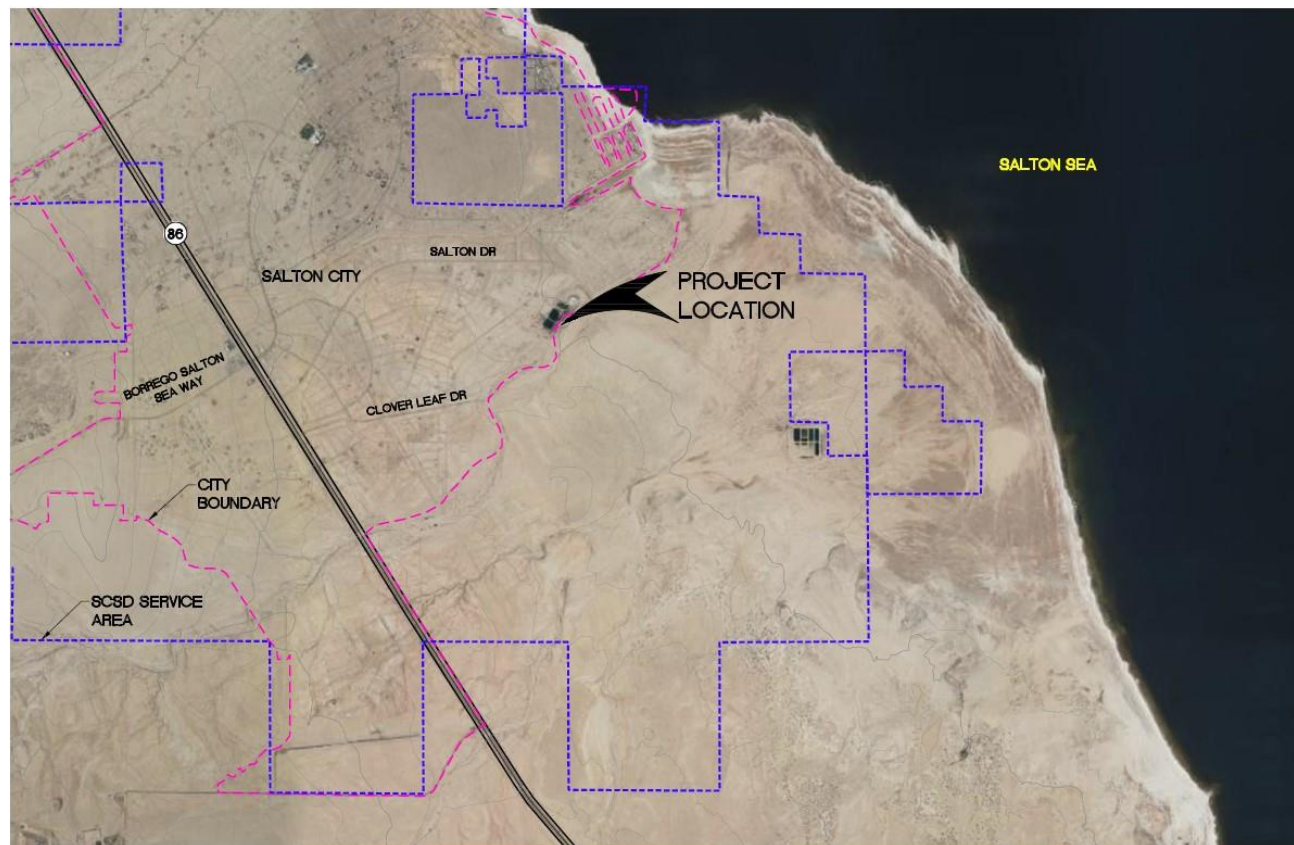 SALTON SEA
86
SALTON DR
SALTON CITY
PROJECT
LOCATION
BORREGO SALTON
SEA WAY
CLOVER LEAF DR
CITY
BOUNDARY
SCSD SERVICE
AREA